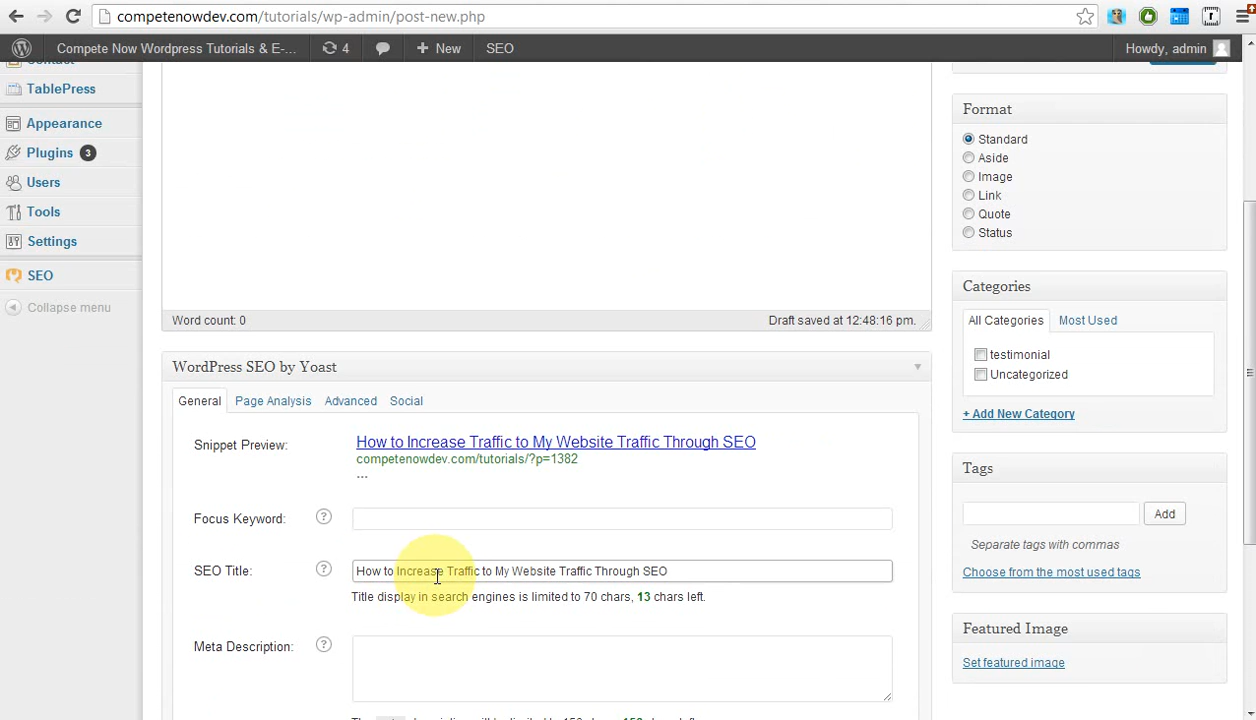 competenowdev.com/tutorials/wp-admin/post-new.php
Compete Now Wordpress Tutorials & E-...
4
New
SEO
Howdy, admin
Contact
TablePress
Appearance
Plugins 3
Users
Tools
Settings
SEO
Collapse menu
Word count: 0
Draft saved at 12:48:16 pm.
WordPress SEO by Yoast
General
Page Analysis
Advanced
Social
Snippet Preview:
How to Increase Traffic to My Website Traffic Through SEO
competenowdev.com/tutorials/?p=1382
...
Focus Keyword:
?
SEO Title:
?
How to Increase Traffic to My Website Traffic Through SEO
Title display in search engines is limited to 70 chars, 13 chars left.
Meta Description:
?
Format
Standard
Aside
Image
Link
Quote
Status
Categories
All Categories
Most Used
testimonial
Uncategorized
+ Add New Category
Tags
Add
Separate tags with commas
Choose from the most used tags
Featured Image
Set featured image